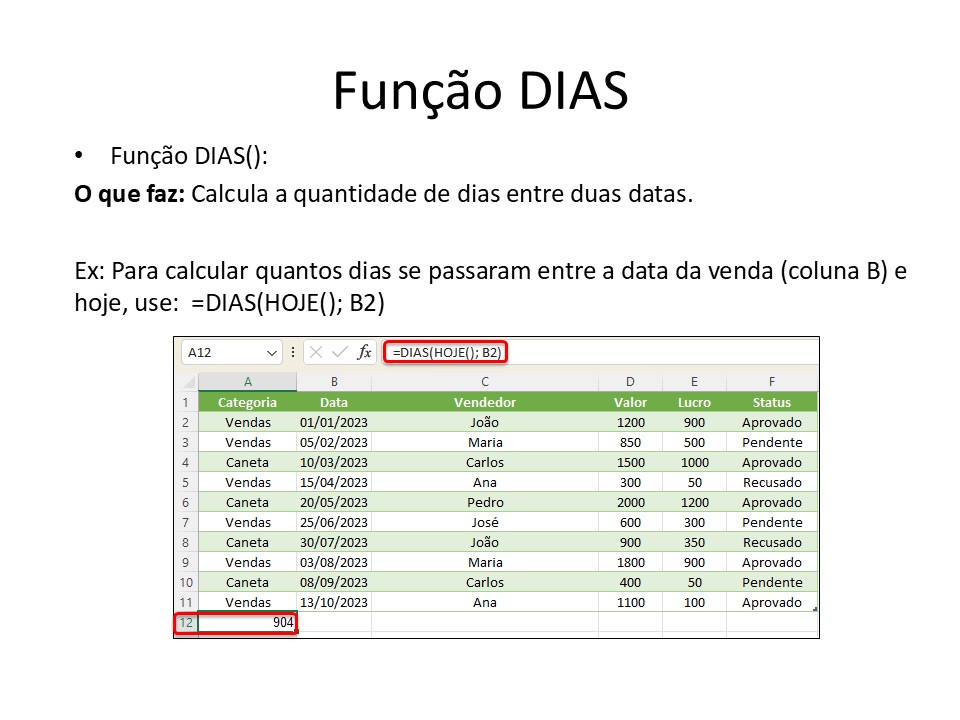 Função DIAS
• Função DIAS():
O que faz: Calcula a quantidade de dias entre duas datas.
Ex: Para calcular quantos dias se passaram entre a data da venda (coluna B) e
hoje, use:  =DIAS(HOJE(); B2)
A12 fx =DIAS(HOJE(); B2)
A B C D E F
1 Categoria Data Vendedor Valor Lucro Status
2 Vendas 01/01/2023 João 1200 900 Aprovado
3 Vendas 05/02/2023 Maria 850 500 Pendente
4 Caneta 10/03/2023 Carlos 1500 1000 Aprovado
5 Vendas 15/04/2023 Ana 300 50 Recusado
6 Caneta 20/05/2023 Pedro 2000 1200 Aprovado
7 Vendas 25/06/2023 José 600 300 Pendente
8 Caneta 30/07/2023 João 900 350 Recusado
9 Vendas 03/08/2023 Maria 1800 900 Aprovado
10 Caneta 08/09/2023 Carlos 400 50 Pendente
11 Vendas 13/10/2023 Ana 1100 100 Aprovado
12 904